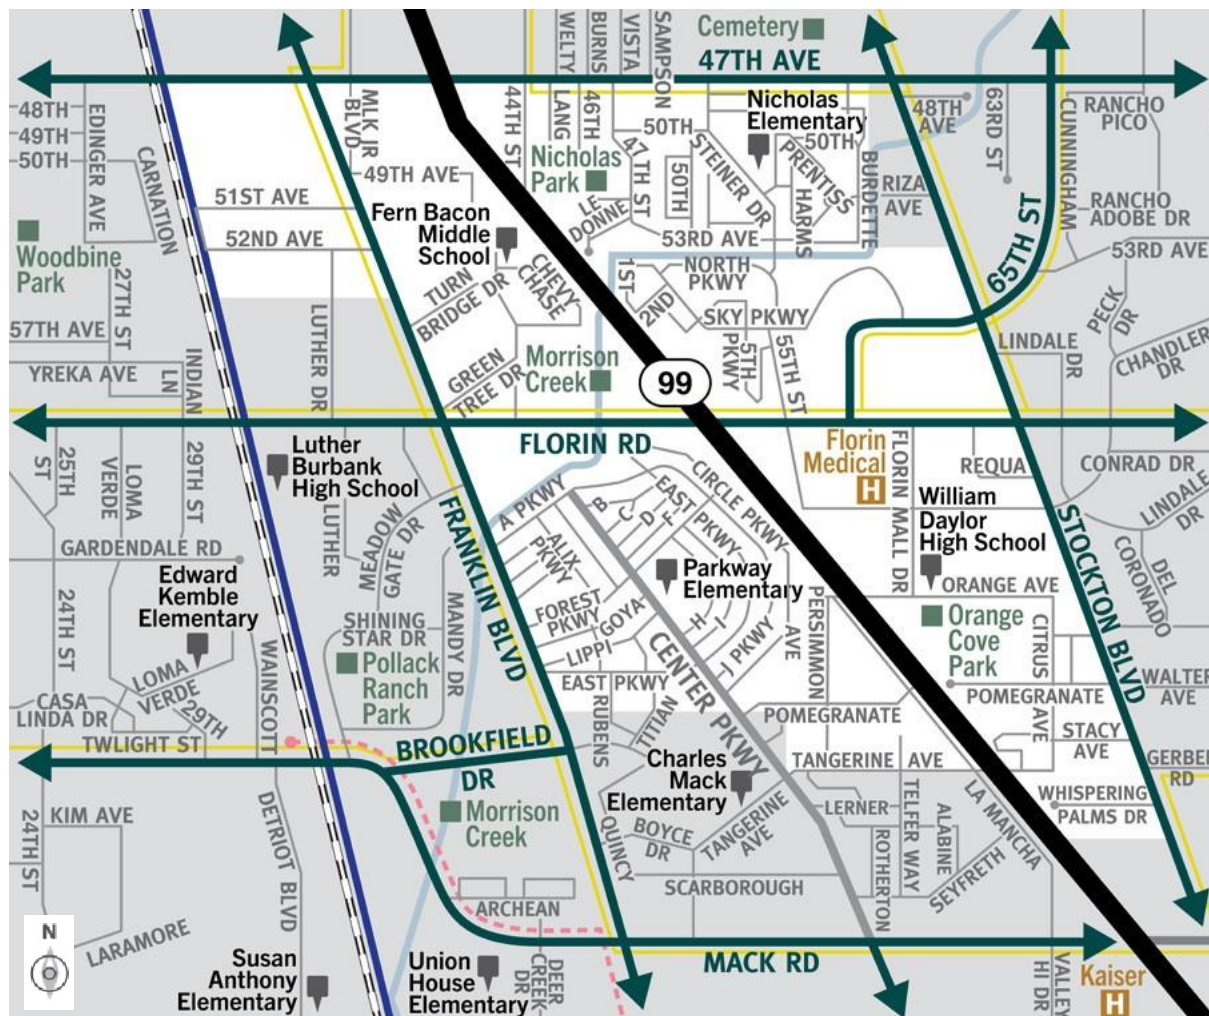 WELTY
BURNS
VISTA
SAMPSON
Cemetery
47TH AVE
48TH
49TH
50TH
EDINGER AVE
CARNATION
MLK JR
BLVD
44TH ST
LANG
46TH
50TH
47TH ST
STEINER DR
50TH
Nicholas
Elementary
50TH
PRENTISS
HARMS
BURDETTE
48TH
AVE
63RD ST
CUNNINGHAM
RANCHO
PICO
RIZA
AVE
RANCHO
ADOBE DR
53RD AVE
49TH AVE
51ST AVE
52ND AVE
Fern Bacon
Middle
School
Nicholas
Park
LE
DONNE
53RD AVE
65TH ST
Woodbine
Park
27TH ST
57TH AVE
YREKA AVE
INDIAN
LN
LUTHER DR
TURN
BRIDGE DR
CHEVY
CHASE
GREEN
TREE DR
Morrison
Creek
1ST
2ND
NORTH
PKWY
SKY PKWY
5TH
PKWY
55TH ST
99
LINDALE
DR
PECK
DR
CHANDLER
DR
FLORIN RD
25TH
ST
LOMA
VERDE
29TH ST
Luther
Burbank
High School
LUTHER
MEADOW
GATE DR
FRANKLIN BLVD
A PKWY
B
C
D
F
EAST PKWY
CIRCLE PKWY
Florin
Medical
H
FLORIN MALL DR
REQUA
CONRAD DR
LINDALE
DR
William
Daylor
High School
STOCKTON BLVD
DEL
CORONADO
GARDENDALE RD
Edward
Kemble
Elementary
24TH ST
WAINSCOTT
SHINING
STAR DR
MANDY DR
Pollack
Ranch
Park
ALIX
PKWY
FOREST
PKWY
GOYA
LIPPI
Parkway
Elementary
H
I
J PKWY
AVE
PERSIMMON
ORANGE AVE
Orange
Cove
Park
CITRUS
AVE
WALTER
AVE
LOMA
VERDE
29TH
CASA
LINDA DR
TWLIGHT ST
EAST PKWY
RUBENS
TITIAN
CENTER PKWY
POMEGRANATE
POMEGRANATE
STACY
AVE
GERBER
RD
BROOKFIELD
DR
Charles
Mack
Elementary
TANGERINE AVE
LA MANCHA
WHISPERING
PALMS DR
24TH ST
KIM AVE
LARAMORE
DETRIOT BLVD
Morrison
Creek
QUINCY
BOYCE
DR
TANGERINE
AVE
LERNER
TELFER WAY
ALABINE
ROTHERTON
SEYFRETH
SCARBOROUGH
ARCHEAN
N
Susan
Anthony
Elementary
Union
House
Elementary
DEER
CREEK
DR
MACK RD
VALLEY
HI DR
Kaiser
H